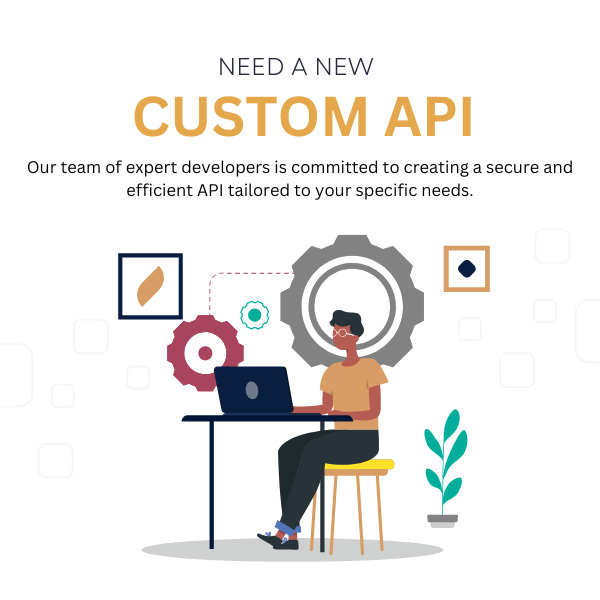 NEED A NEW
CUSTOM API
Our team of expert developers is committed to creating a secure and
efficient API tailored to your specific needs.